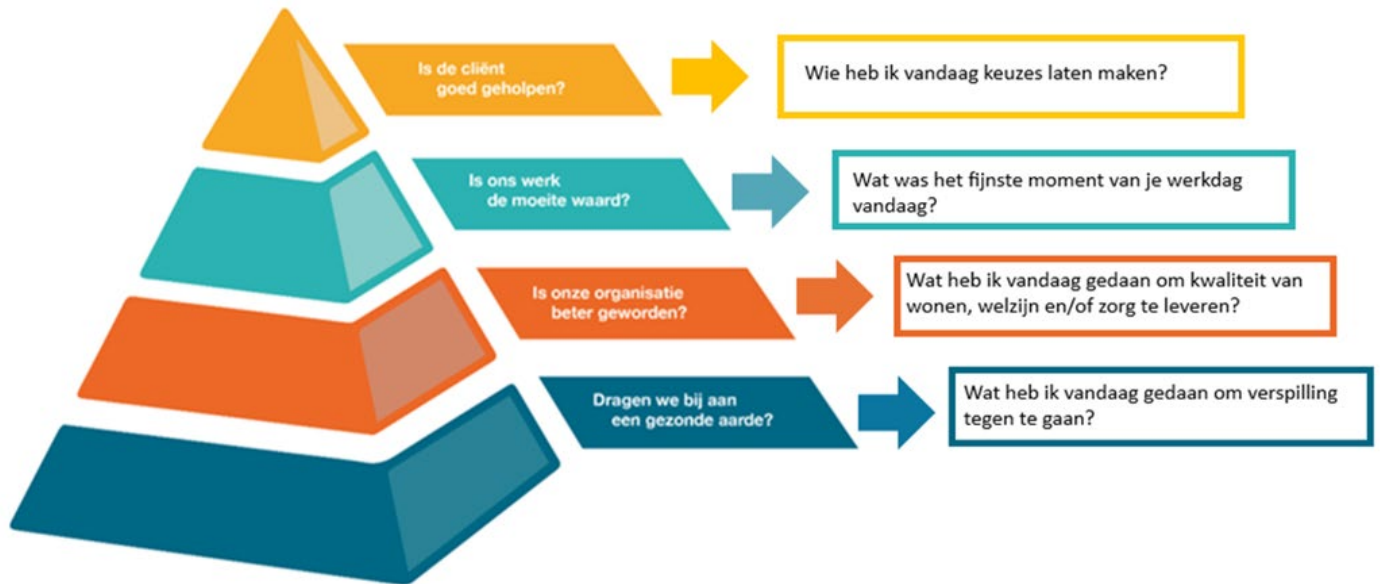 Is de cliënt
goed geholpen?
Wie heb ik vandaag keuzes laten maken?
Is ons werk
de moeite waard?
Wat was het fijnste moment van je werkdag
vandaag?
Is onze organisatie
beter geworden?
Wat heb ik vandaag gedaan om kwaliteit van
wonen, welzijn en/of zorg te leveren?
Dragen we bij aan
een gezonde aarde?
Wat heb ik vandaag gedaan om verspilling
tegen te gaan?